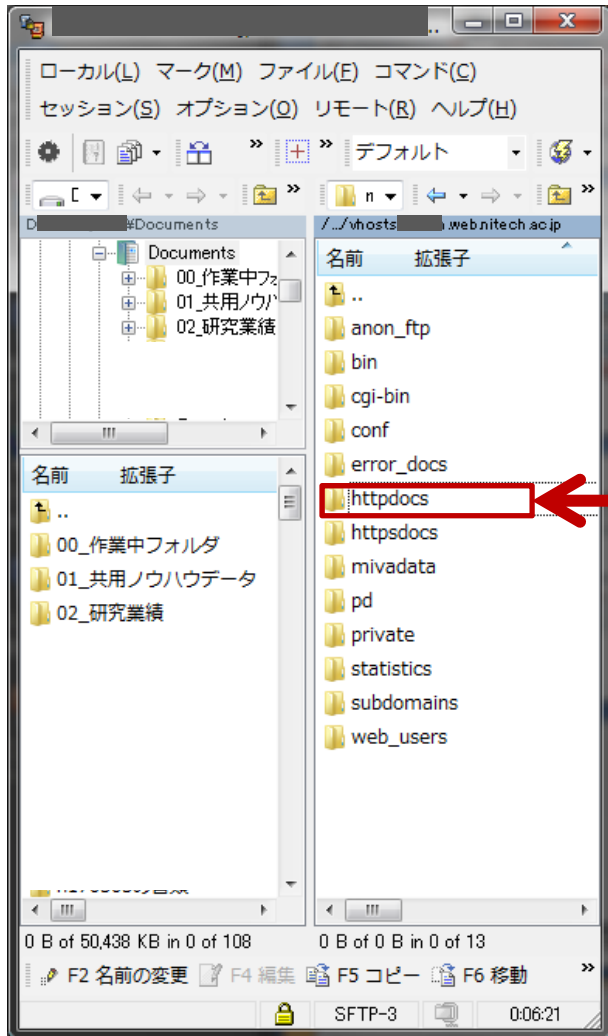 ..
ローカル(L) マーク(M) ファイル(F) コマンド(C)
セッション(S) オプション(O) リモート(R) ヘルプ(H)
デフォルト
¥Documents
/.../vhosts
.web.nitech.ac.jp
Documents
00_作業中フ
01_共用ノウハ
02_研究業績
名前 拡張子
..
00_作業中フォルダ
01_共用ノウハウデータ
02_研究業績
名前 拡張子
..
anon_ftp
bin
cgi-bin
conf
error_docs
httpdocs
httpsdocs
mivadata
pd
private
statistics
subdomains
web_users
0 B of 50,438 KB in 0 of 108
0 B of 0 B in 0 of 13
F2 名前の変更 F4 編集 F5 コピー F6 移動
SFTP-3 0:06:21